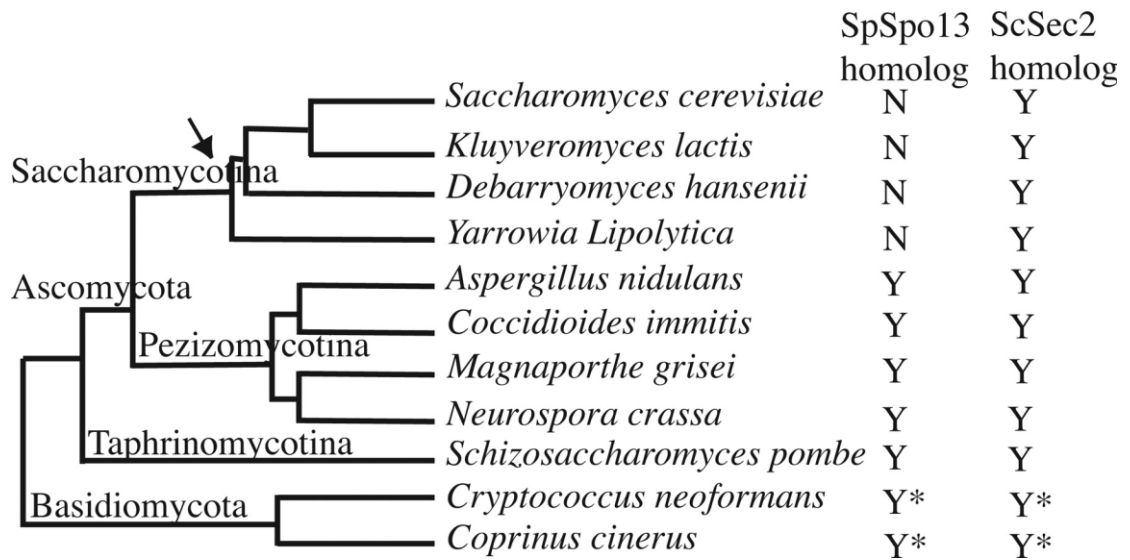 SpSpo13 ScSec2
homolog homolog
Saccharomyces cerevisiae N Y
Kluyveromyces lactis N Y
Saccharomycotina
Debarryomyces hansenii N Y
Yarrowia Lipolytica N Y
Aspergillus nidulans Y Y
Ascomycota
Coccidioides immitis Y Y
Pezizomycotina
Magnaporthe grisei Y Y
Neurospora crassa Y Y
Taphrinomycotina
Schizosaccharomyces pombe Y Y
Cryptococcus neoformans Y* Y*
Basidiomycota
Coprinus cinerus Y* Y*